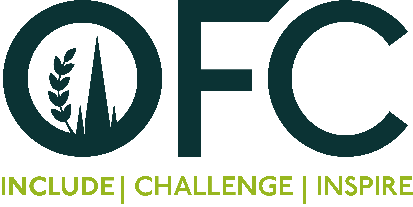 OFC
INCLUDE | CHALLENGE | INSPIRE